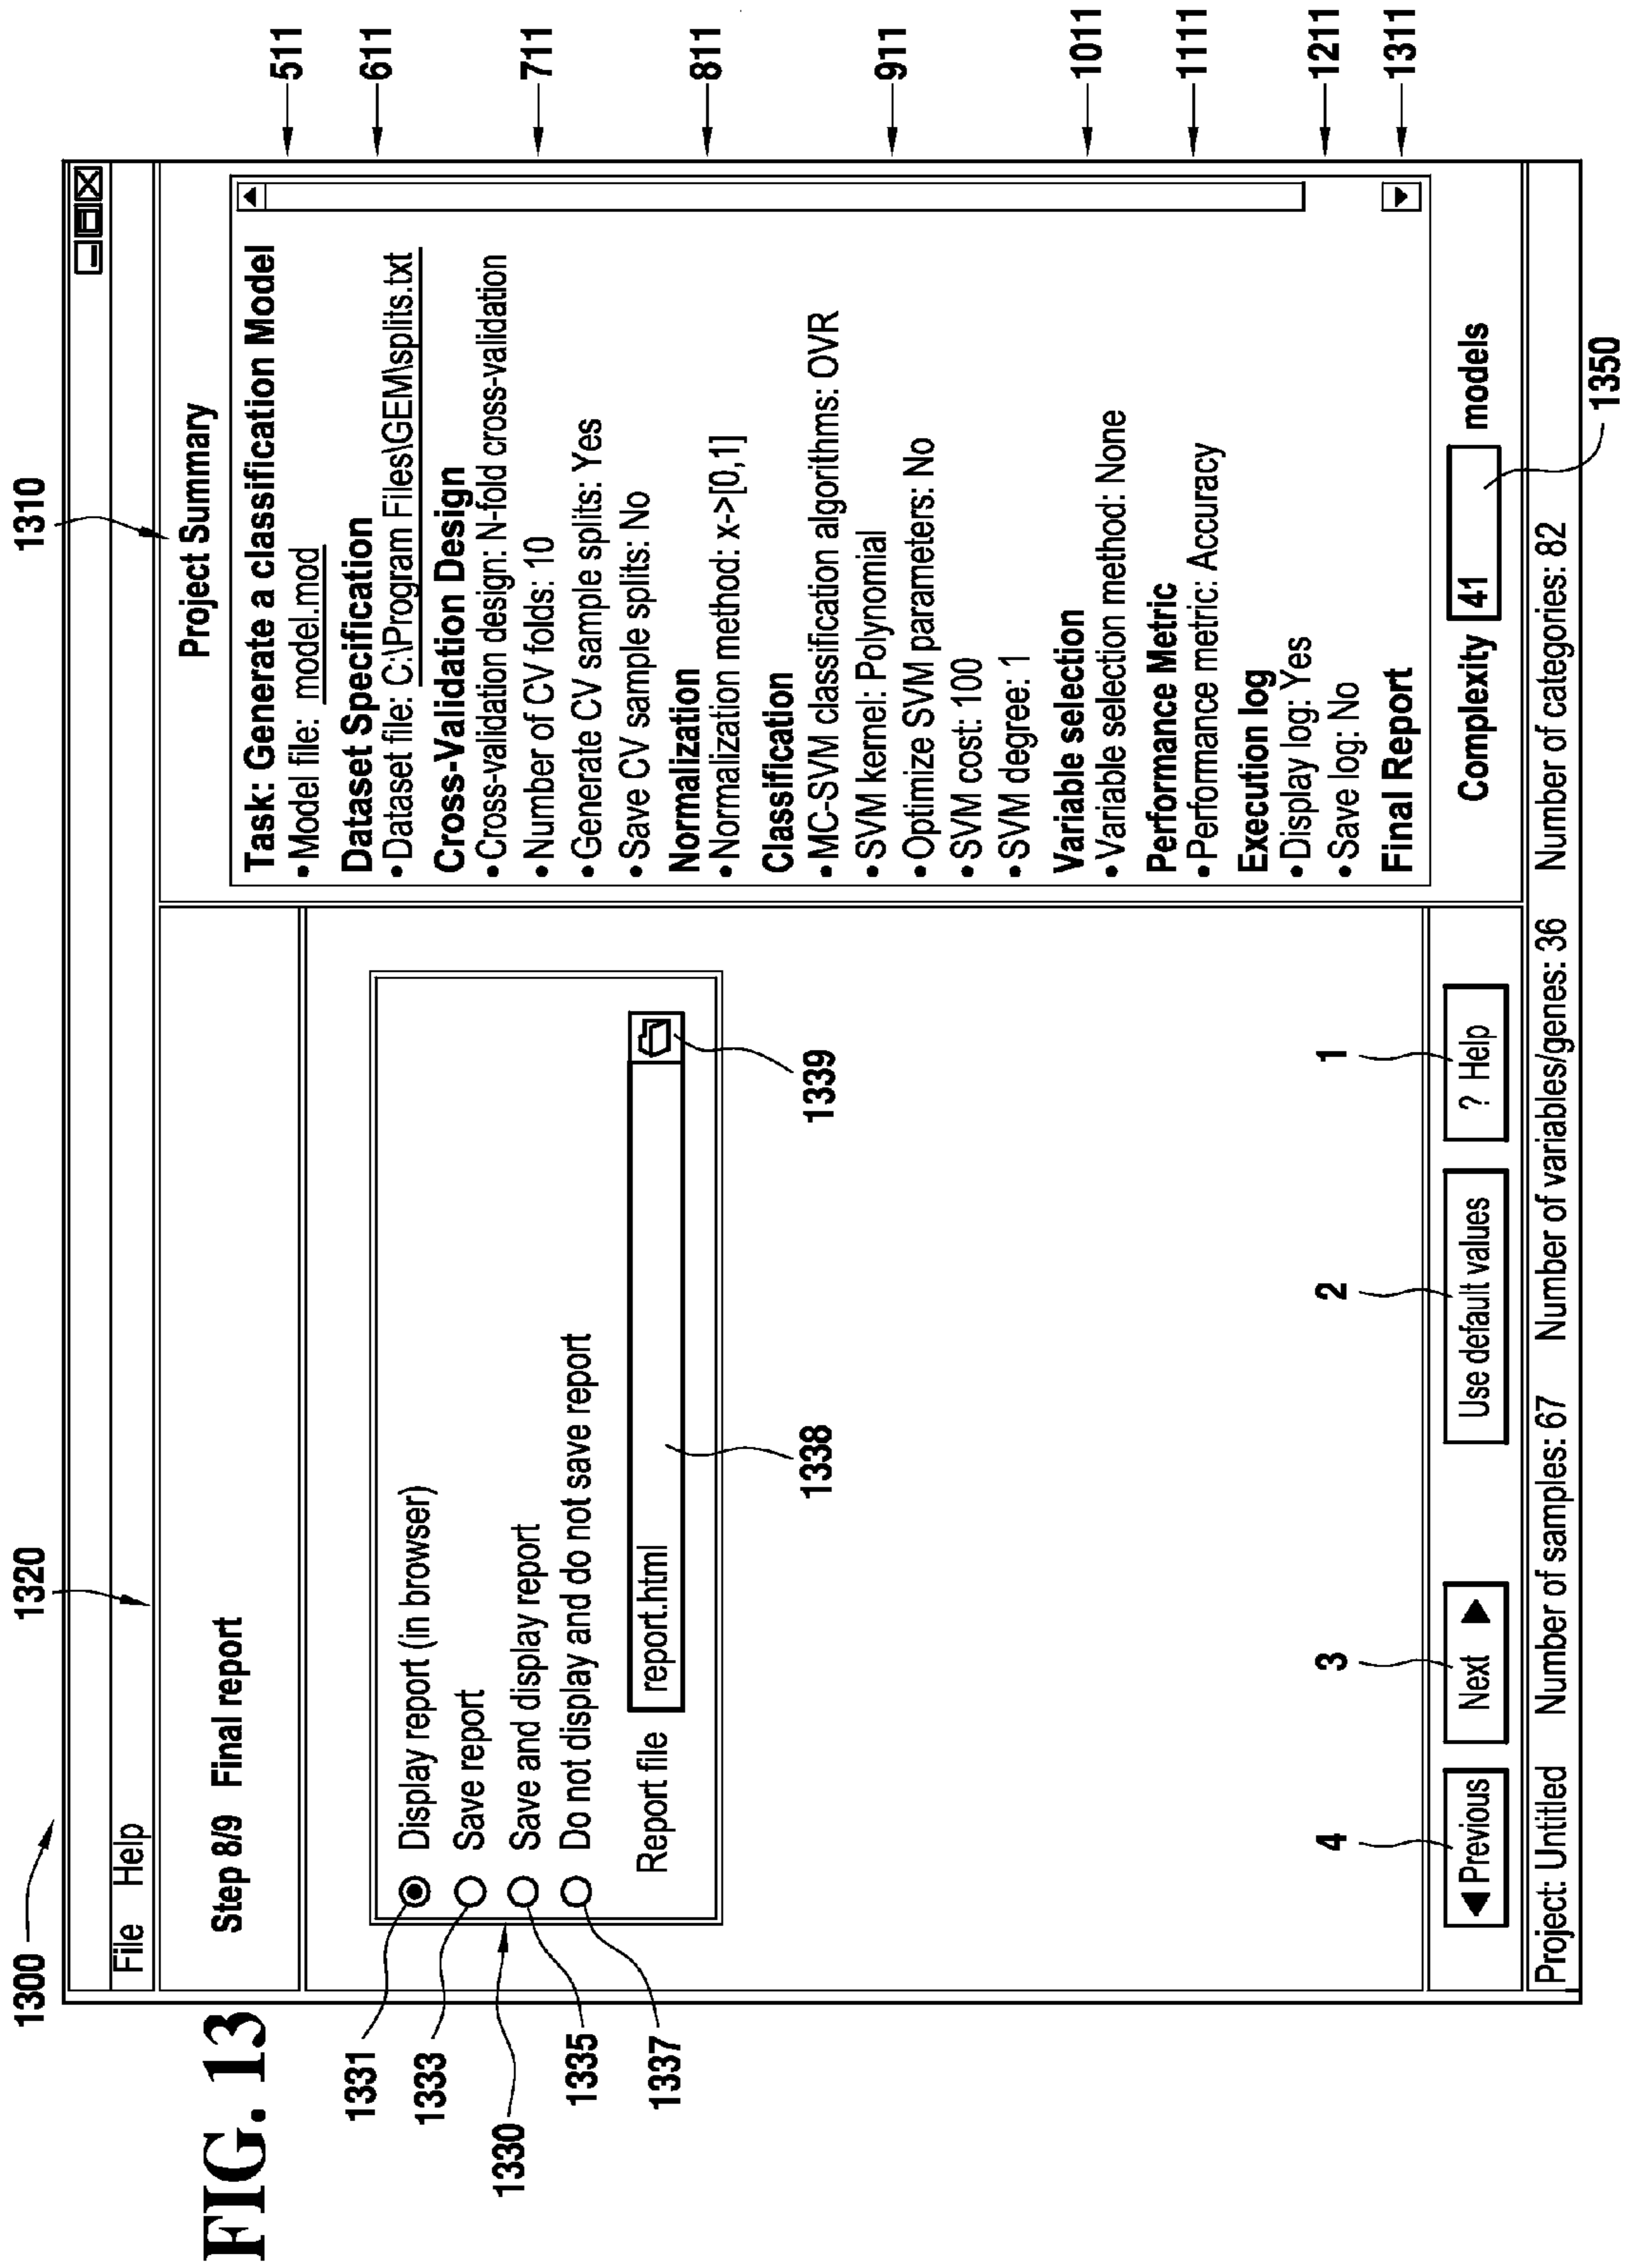 FIG. 13
1300
1320
1310
File Help
Step 8/9 Final report
Display report (in browser)
Save report
Save and display report
Do not display and do not save report
Report file report.html
1331
1333
1330
1335
1337
1338
1339
Project Summary
Task: Generate a classification Model
• Model file: model.mod
Dataset Specification
• Dataset file: C:\Program Files\GEM\splits.txt
Cross-Validation Design
• Cross-validation design: N-fold cross-validation
• Number of CV folds: 10
• Generate CV sample splits: Yes
• Save CV sample splits: No
Normalization
• Normalization method: x->[0,1]
Classification
• MC-SVM classification algorithms: OVR
• SVM kernel: Polynomial
• Optimize SVM parameters: No
• SVM cost: 100
• SVM degree: 1
Variable selection
• Variable selection method: None
Performance Metric
• Performance metric: Accuracy
Execution log
• Display log: Yes
• Save log: No
Final Report
511
611
711
811
911
1011
1111
1211
1311
4
3
2
1
Previous Next Use default values ? Help
Complexity 41 models
Project: Untitled Number of samples: 67 Number of variables/genes: 36 Number of categories: 82
1350